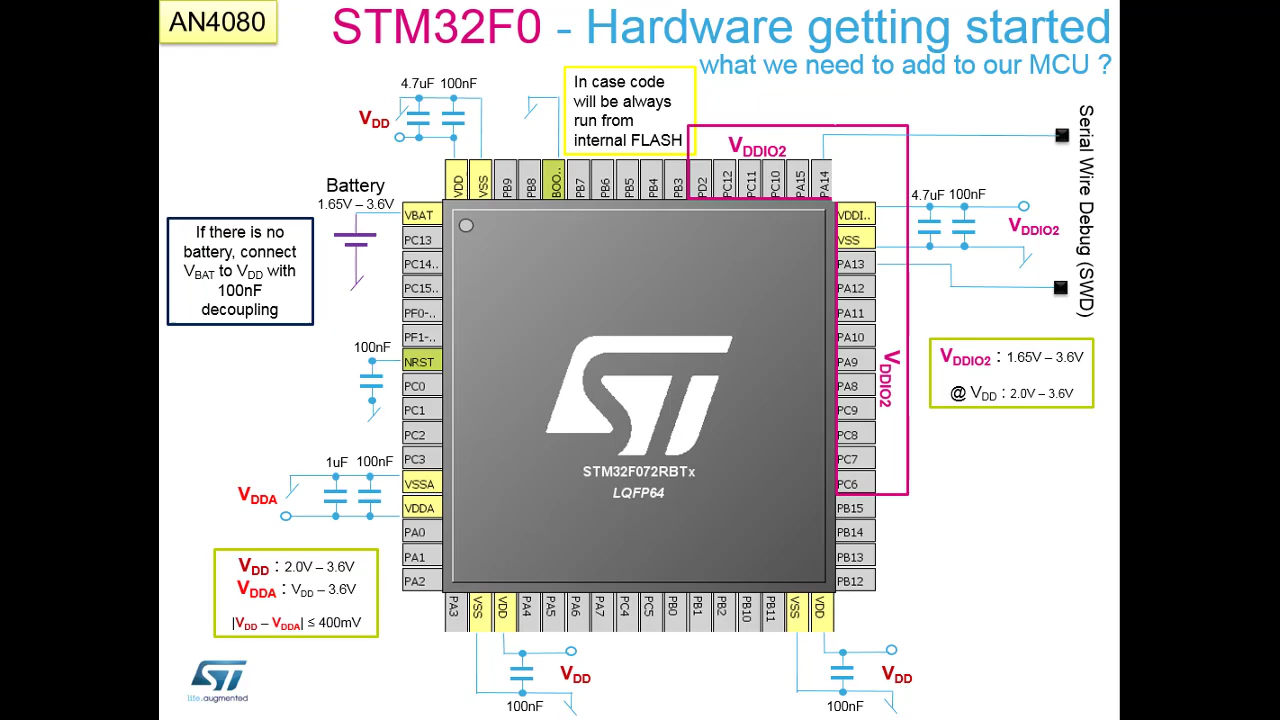 AN4080
STM32F0 - Hardware getting started
what we need to add to our MCU ?
4.7uF 100nF
VDD
In case code
will be always
run from
internal FLASH
VDDIO2
Serial Wire Debug (SWD)
VDD
VSS
PB9
PB8
BOO..
PB7
PB6
PB5
PB4
PB3
PD2
PC12
PC11
PC10
PA15
PA14
Battery
1.65V – 3.6V
If there is no
battery, connect
VBAT to VDD with
100nF
decoupling
VBAT
PC13
PC14..
PC15..
PF0-..
PF1-..
NRST
PC0
PC1
PC2
PC3
VSSA
VDDA
PA0
PA1
PA2
100nF
1uF 100nF
VDDA
VDD : 2.0V – 3.6V
VDDA : VDD – 3.6V
|VDD – VDDA| ≤ 400mV
ST
life.augmented
ST
STM32F072RBTx
LQFP64
VDDI..
VSS
PA13
PA12
PA11
PA10
PA9
PA8
PC9
PC8
PC7
PC6
PB15
PB14
PB13
PB12
VDDIO2
4.7uF 100nF
VDDIO2
VDDIO2 : 1.65V – 3.6V
@ VDD : 2.0V – 3.6V
PA3
VSS
VDD
PA4
PA5
PA6
PA7
PC4
PC5
PB0
PB1
PB2
PB10
PB11
VSS
VDD
VDD
100nF
VDD
100nF